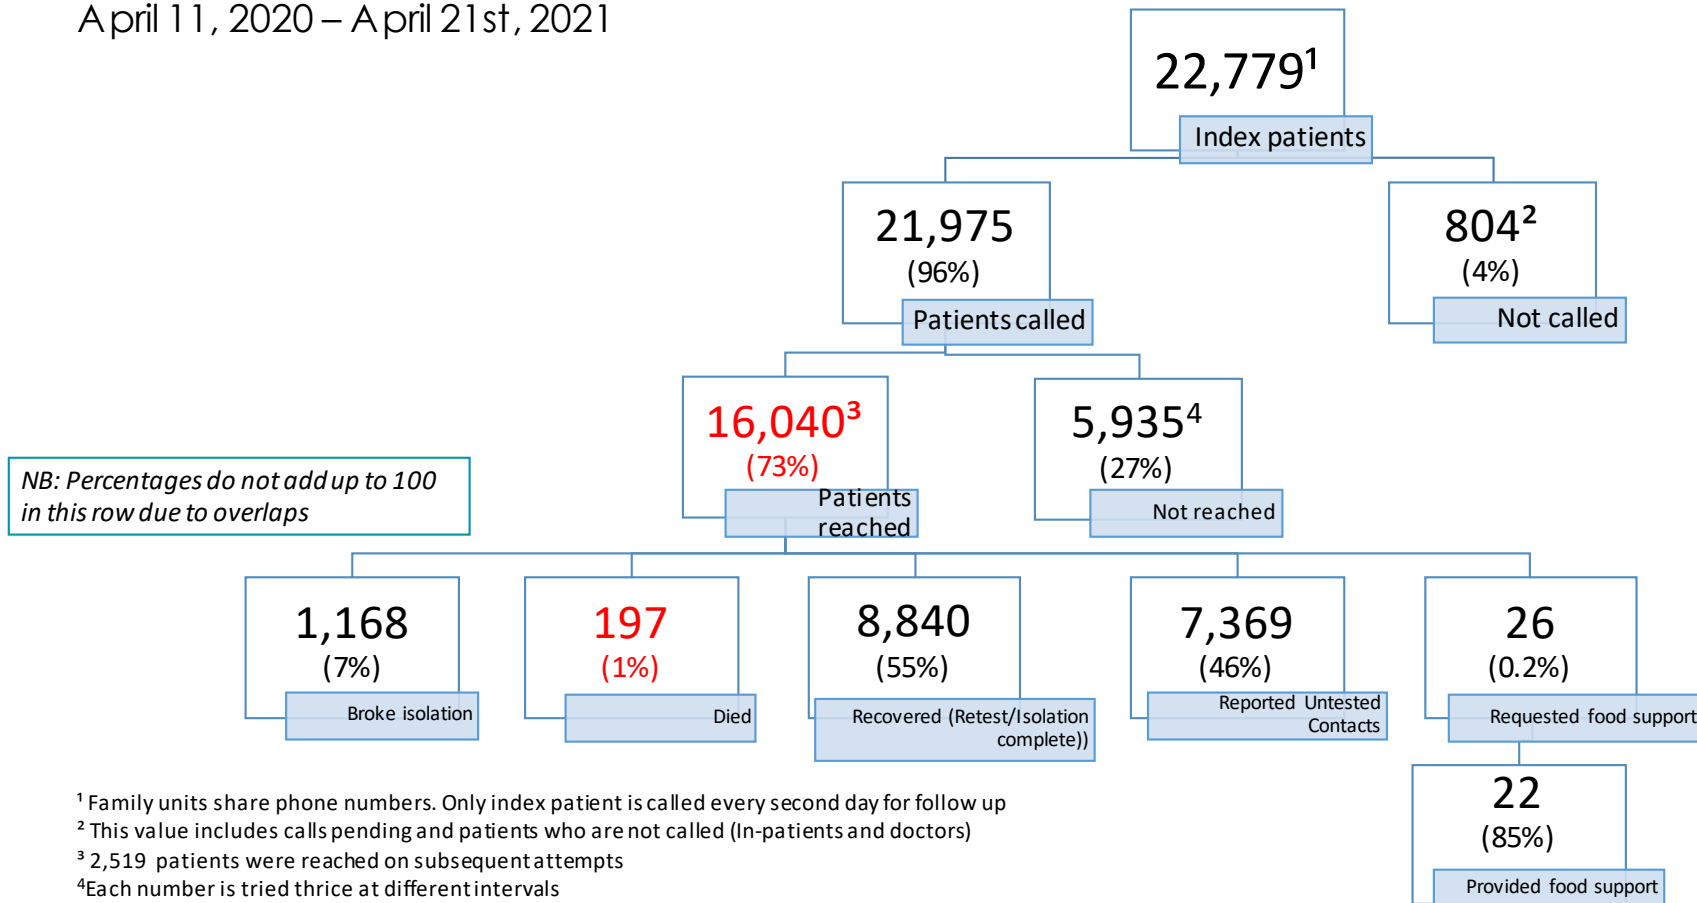 April 11, 2020 – April 21st, 2021
22,779¹
Index patients
21,975
(96%)
Patients called
804²
(4%)
Not called
16,040³
(73%)
Patients
reached
5,935⁴
(27%)
Not reached
NB: Percentages do not add up to 100
in this row due to overlaps
1,168
(7%)
Broke isolation
197
(1%)
Died
8,840
(55%)
Recovered (Retest/Isolation
complete))
7,369
(46%)
Reported Untested
Contacts
26
(0.2%)
Requested food support
22
(85%)
Provided food support
¹ Family units share phone numbers. Only index patient is called every second day for follow up
² This value includes calls pending and patients who are not called (In-patients and doctors)
³ 2,519 patients were reached on subsequent attempts
⁴Each number is tried thrice at different intervals